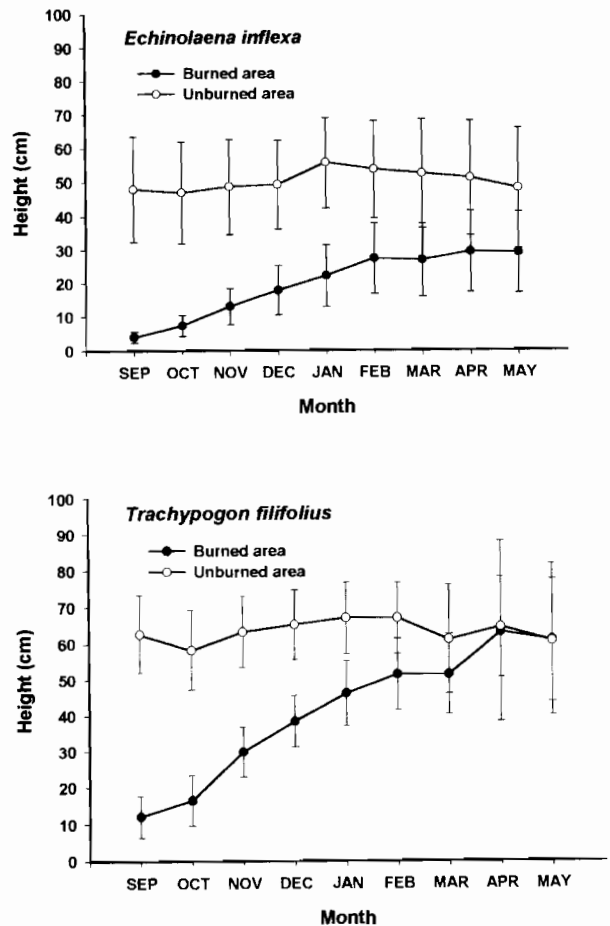 Echinolaena inflexa
Burned area
Unburned area
Height (cm)
100
90
80
70
60
50
40
30
20
10
0
SEP OCT NOV DEC JAN FEB MAR APR MAY
Month
Trachypogon filifolius
Burned area
Unburned area
Height (cm)
100
90
80
70
60
50
40
30
20
10
0
SEP OCT NOV DEC JAN FEB MAR APR MAY
Month